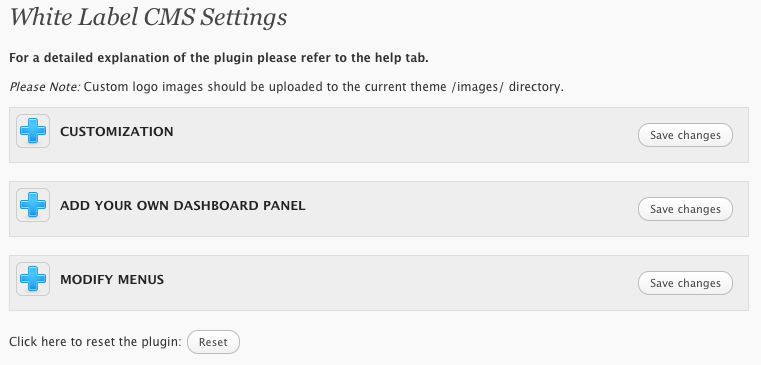 White Label CMS Settings
For a detailed explanation of the plugin please refer to the help tab.
Please Note: Custom logo images should be uploaded to the current theme /images/ directory.
CUSTOMIZATION
Save changes
ADD YOUR OWN DASHBOARD PANEL
Save changes
MODIFY MENUS
Save changes
Click here to reset the plugin: Reset